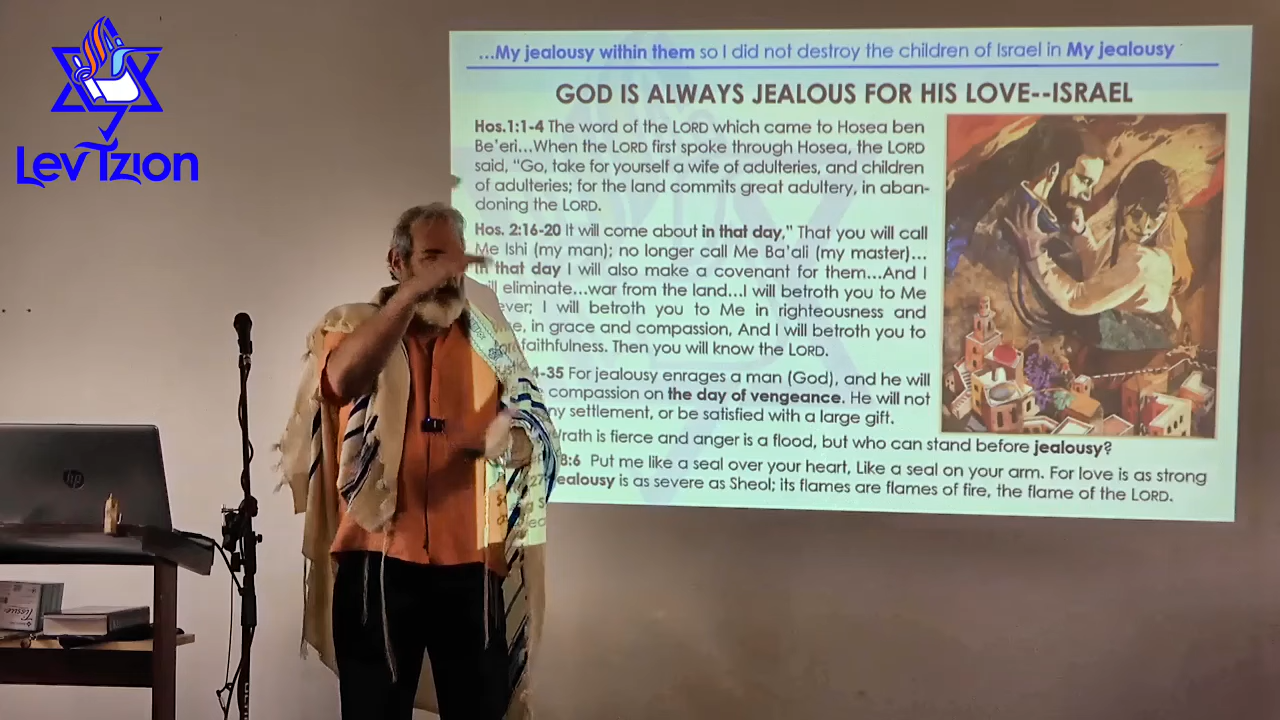 Lev Tzion
...My jealousy within them so I did not destroy the children of Israel in My jealousy
GOD IS ALWAYS JEALOUS FOR HIS LOVE--ISRAEL
Hos.1:1-4 The word of the LORD which came to Hosea ben
Be'eri...When the LORD first spoke through Hosea, the LORD
said, "Go, take for yourself a wife of adulteries, and children
of adulteries; for the land commits great adultery, in aban-
doning the LORD.
Hos. 2:16-20 It will come about in that day," That you will call
Me Ishi (my man); no longer call Me Ba'ali (my master)...
in that day I will also make a covenant for them...And I
eliminate...war from the land...I will betroth you to Me
I will betroth you to Me in righteousness and
in grace and compassion, And I will betroth you to
faithfulness. Then you will know the LORD.
4-35 For jealousy enrages a man (God), and he will
compassion on the day of vengeance. He will not
settlement, or be satisfied with a large gift.
Wrath is fierce and anger is a flood, but who can stand before jealousy?
8:6 Put me like a seal over your heart, Like a seal on your arm. For love is as strong
jealousy is as severe as Sheol; its flames are flames of fire, the flame of the LORD.
hp